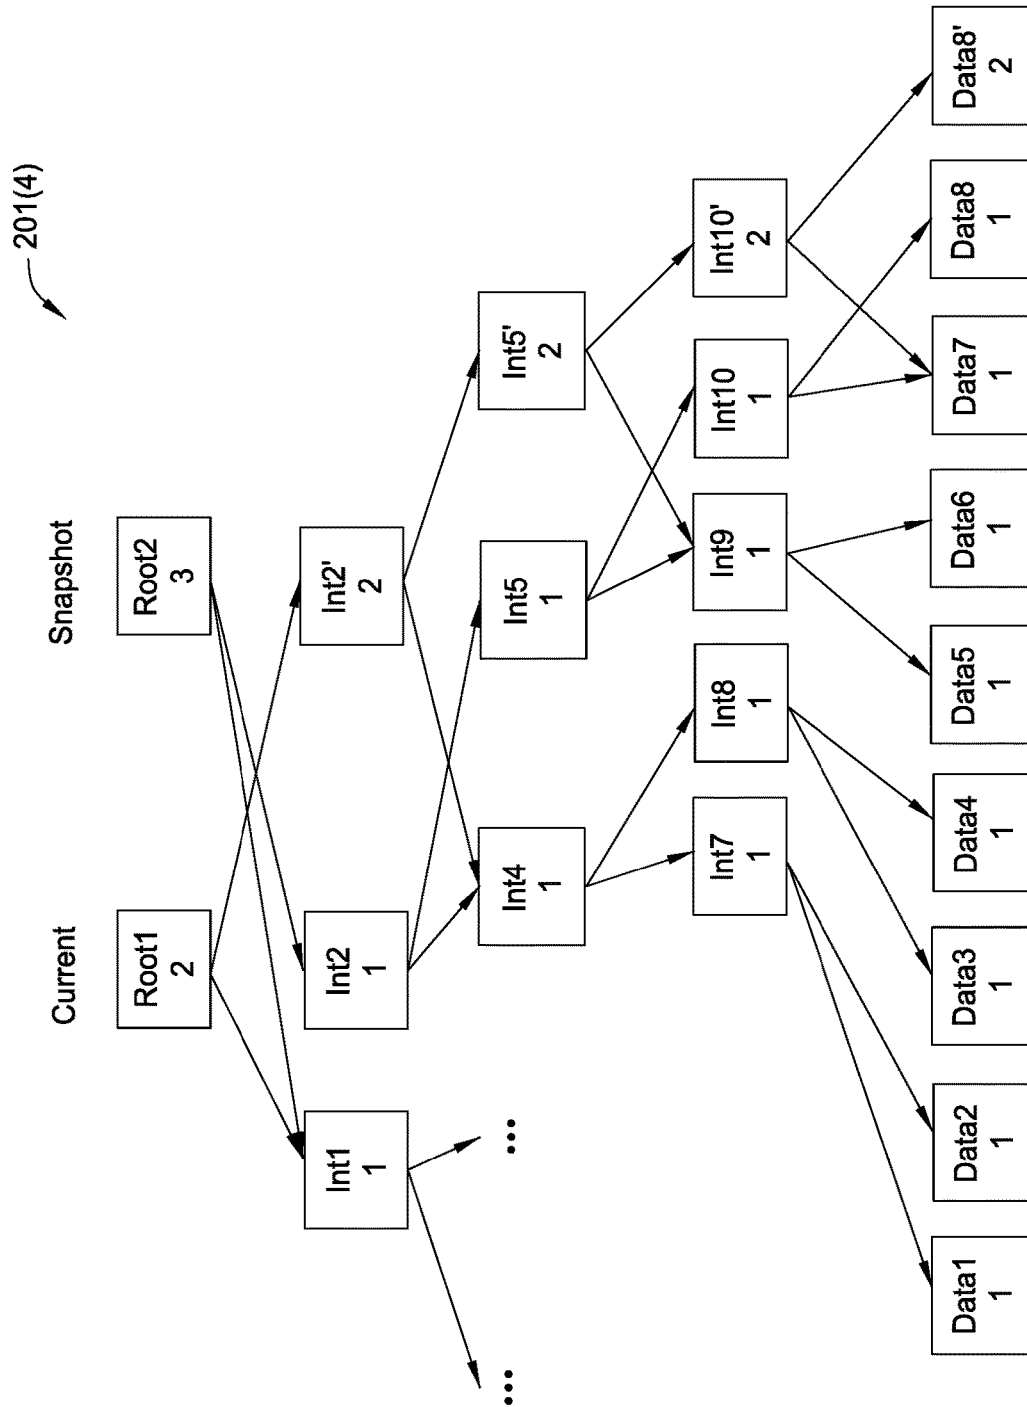 201(4)
Current
Snapshot
Root1
2
Root2
3
Int1
1
Int2
1
Int2'
2
...
...
Int4
1
Int5
1
Int5'
2
Int7
1
Int8
1
Int9
1
Int10
1
Int10'
2
Data1
1
Data2
1
Data3
1
Data4
1
Data5
1
Data6
1
Data7
1
Data8
1
Data8'
2